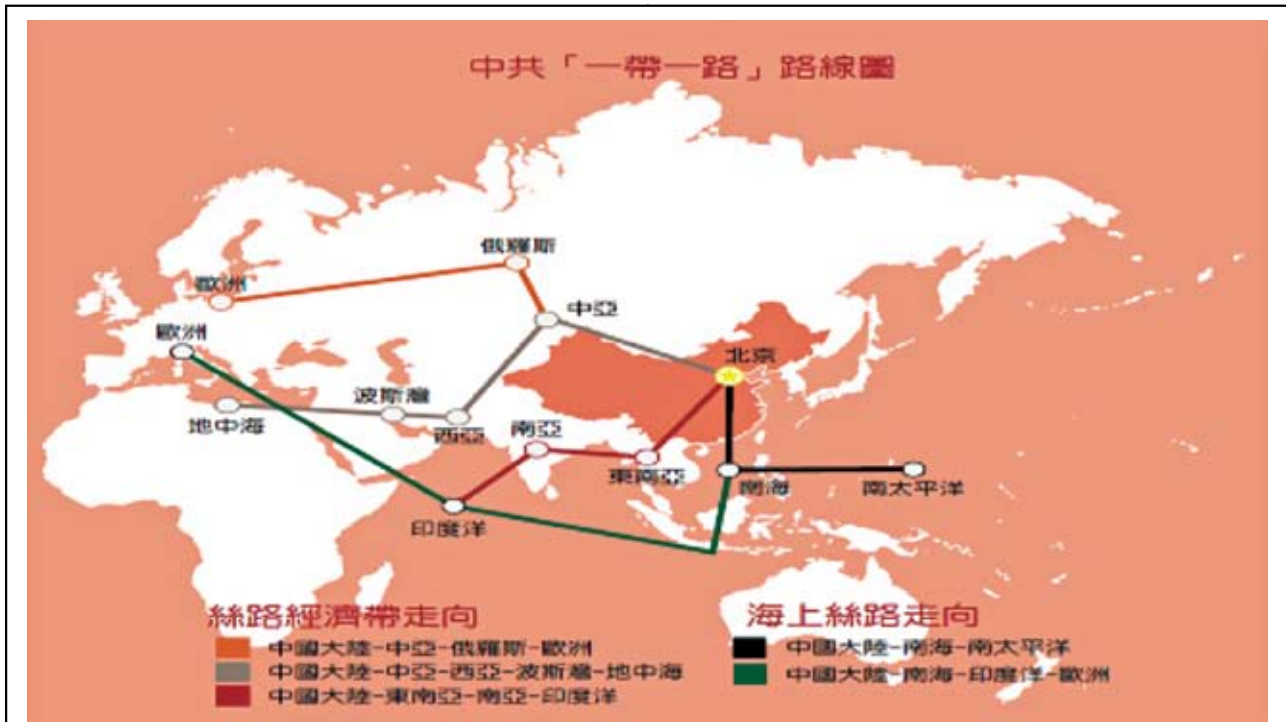 中共「一帶一路」路線圖
俄羅斯
歐洲
中亞
歐洲
北京
波斯灣
地中海
西亞
南亞
東南亞
南海
南太平洋
印度洋
絲路經濟帶走向
中國大陸-中亞-俄羅斯-歐洲
中國大陸-中亞-西亞-波斯灣-地中海
中國大陸-東南亞-南亞-印度洋
海上絲路走向
中國大陸-南海-南太平洋
中國大陸-南海-印度洋-歐洲